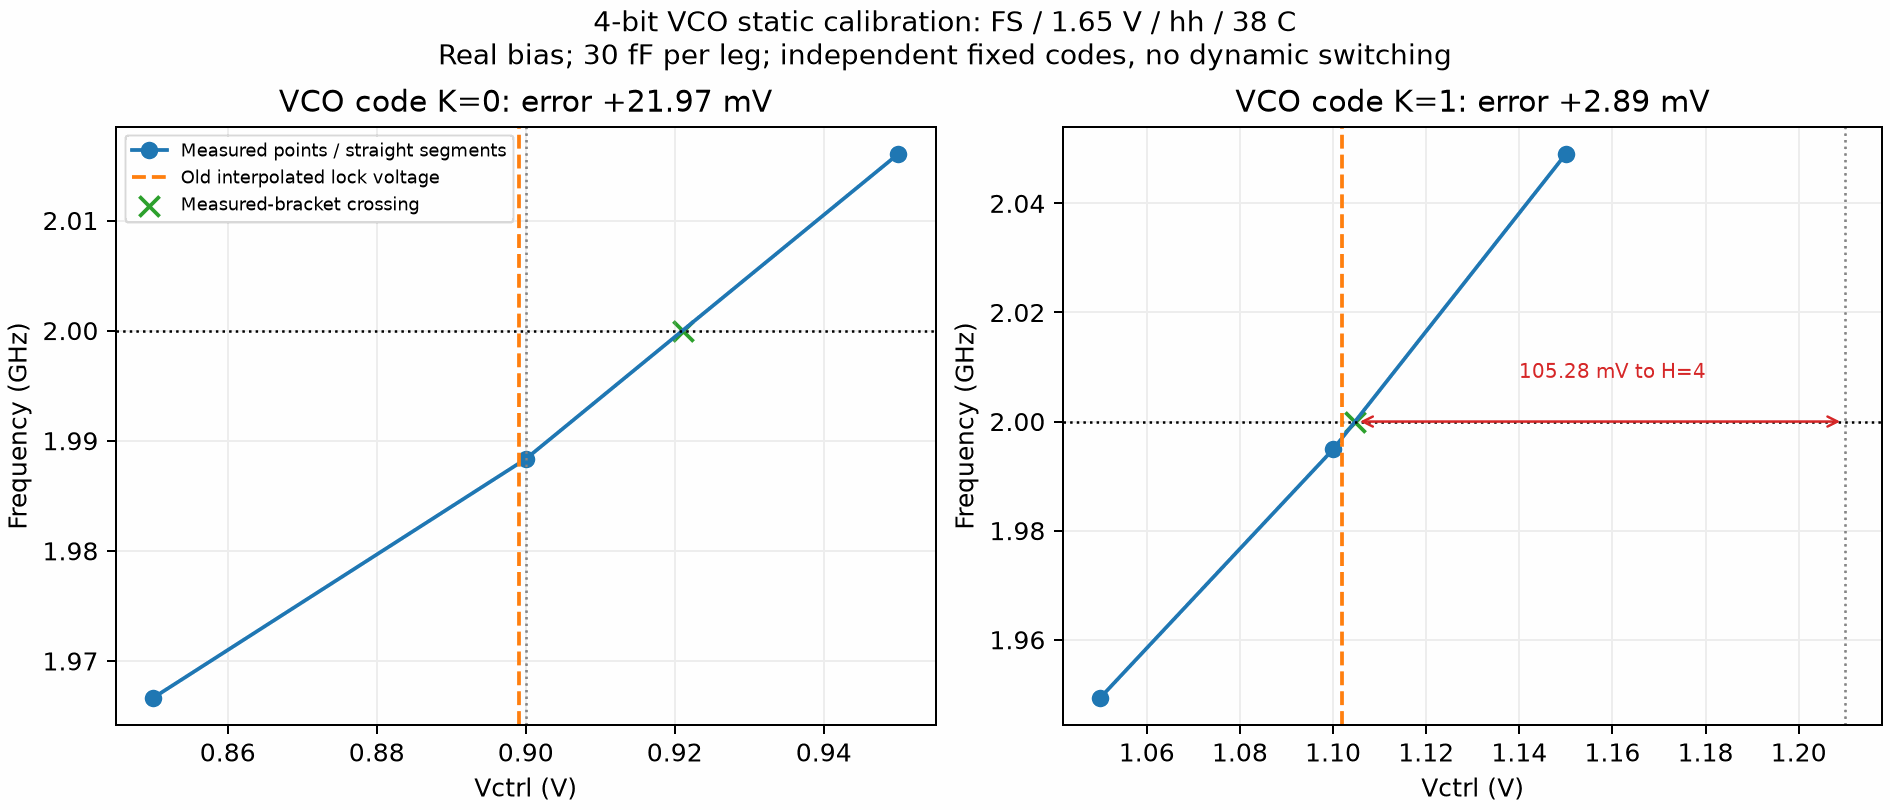 4-bit VCO static calibration: FS / 1.65 V / hh / 38 C
Real bias; 30 fF per leg; independent fixed codes, no dynamic switching
VCO code K=0: error +21.97 mV
Measured points / straight segments
Old interpolated lock voltage
Measured-bracket crossing
2.01
2.00
1.99
1.98
1.97
Frequency (GHz)
0.86 0.88 0.90 0.92 0.94
Vctrl (V)
VCO code K=1: error +2.89 mV
105.28 mV to H=4
2.04
2.02
2.00
1.98
1.96
Frequency (GHz)
1.06 1.08 1.10 1.12 1.14 1.16 1.18 1.20
Vctrl (V)